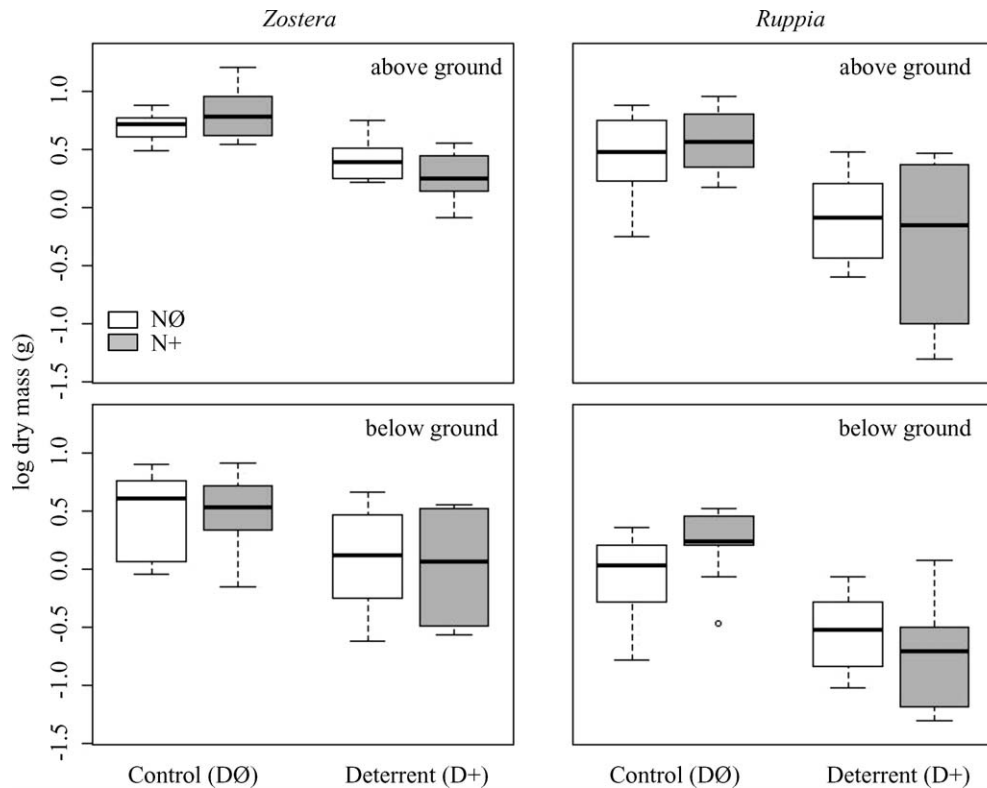 Zostera
Ruppia
above ground
above ground
1.0
0.5
0.0
-0.5
-1.0
-1.5
NØ
N+
log dry mass (g)
below ground
below ground
1.0
0.5
0.0
-0.5
-1.0
-1.5
Control (DØ)
Deterrent (D+)
Control (DØ)
Deterrent (D+)